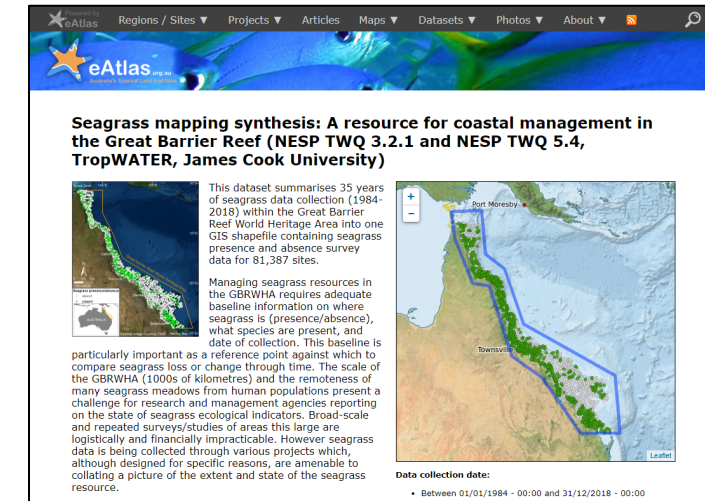 Powered by
eAtlas
Regions / Sites ▼ Projects ▼ Articles Maps ▼ Datasets ▼ Photos ▼ About ▼
eAtlas.org.au
Australia's Tropical Land And Seas
Seagrass mapping synthesis: A resource for coastal management in
the Great Barrier Reef (NESP TWQ 3.2.1 and NESP TWQ 5.4,
TropWATER, James Cook University)
This dataset summarises 35 years
of seagrass data collection (1984-
2018) within the Great Barrier
Reef World Heritage Area into one
GIS shapefile containing seagrass
presence and absence survey
data for 81,387 sites.
Managing seagrass resources in
the GBRWHA requires adequate
baseline information on where
seagrass is (presence/absence),
what species are present, and
date of collection. This baseline is
particularly important as a reference point against which to
compare seagrass loss or change through time. The scale of
the GBRWHA (1000s of kilometres) and the remoteness of
many seagrass meadows from human populations present a
challenge for research and management agencies reporting
on the state of seagrass ecological indicators. Broad-scale
and repeated surveys/studies of areas this large are
logistically and financially impracticable. However seagrass
data is being collected through various projects which,
although designed for specific reasons, are amenable to
collating a picture of the extent and state of the seagrass
resource.
AUSTRALIA
+
−
Port Moresby
Townsville
Leaflet
Data collection date:
• Between 01/01/1984 - 00:00 and 31/12/2018 - 00:00